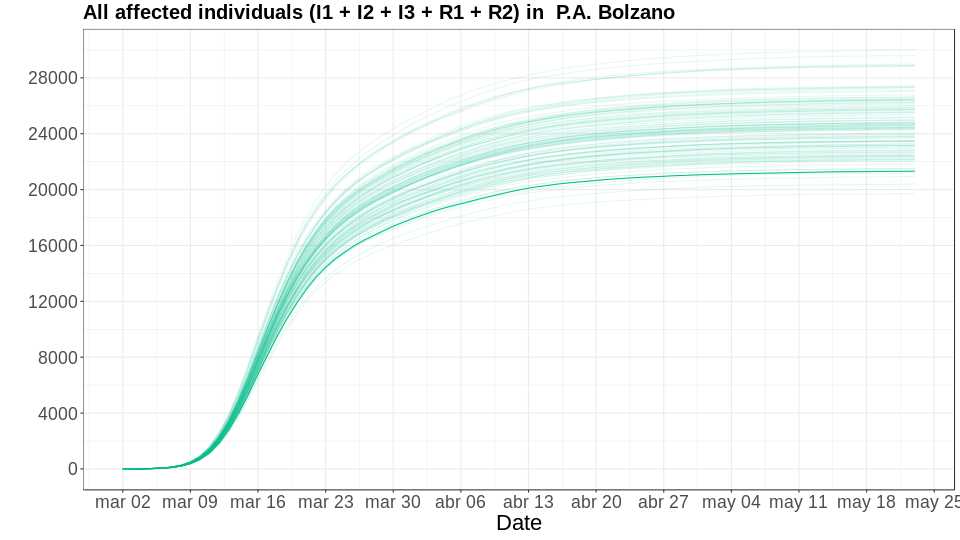 All affected individuals (I1 + I2 + I3 + R1 + R2) in  P.A. Bolzano
28000
24000
20000
16000
12000
8000
4000
0
mar 02 mar 09 mar 16 mar 23 mar 30 abr 06 abr 13 abr 20 abr 27 may 04 may 11 may 18 may 25
Date